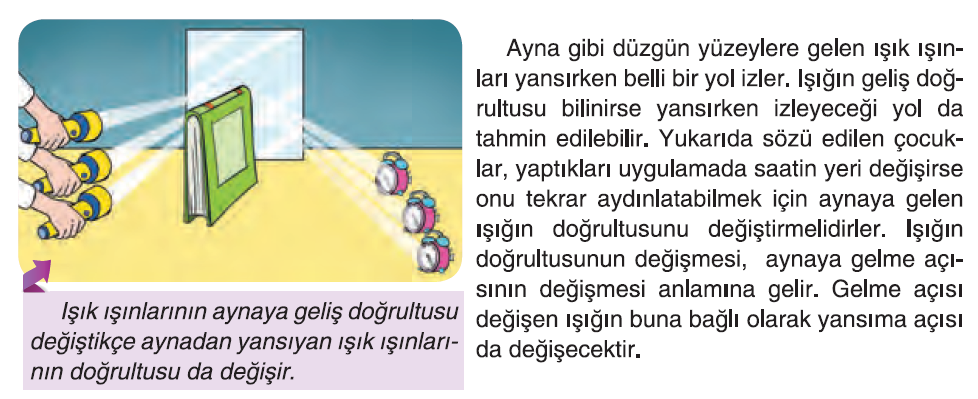 Ayna gibi düzgün yüzeylere gelen ışık ışın-
ları yansırken belli bir yol izler. Işığın geliş doğ-
rultusu bilinirse yansırken izleyeceği yol da
tahmin edilebilir. Yukarıda sözü edilen çocuk-
lar, yaptıkları uygulamada saatin yeri değişirse
onu tekrar aydınlatabilmek için aynaya gelen
ışığın doğrultusunu değiştirmelidirler. Işığın
doğrultusunun değişmesi, aynaya gelme açı-
sının değişmesi anlamına gelir. Gelme açısı
değişen ışığın buna bağlı olarak yansıma açısı
da değişecektir.
Işık ışınlarının aynaya geliş doğrultusu
değiştikçe aynadan yansıyan ışık ışınları-
nın doğrultusu da değişir.